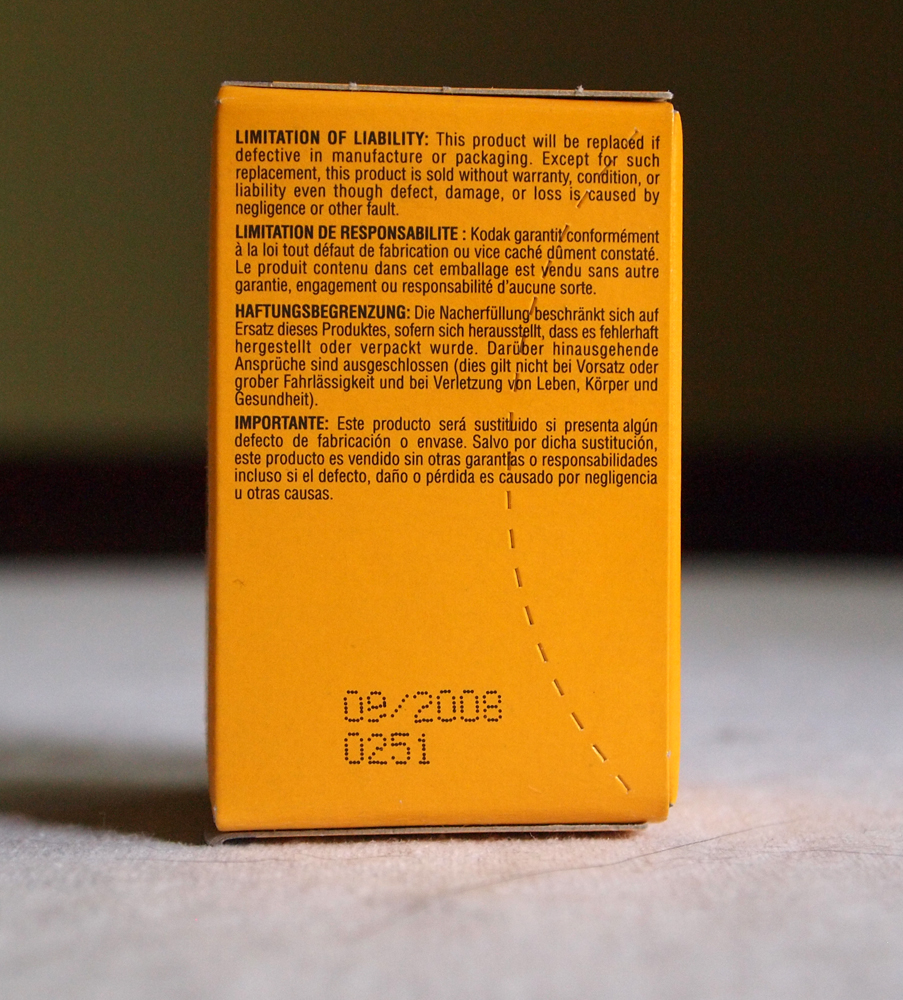 LIMITATION OF LIABILITY: This product will be replaced if
defective in manufacture or packaging. Except for such
replacement, this product is sold without warranty, condition, or
liability even though defect, damage, or loss is caused by
negligence or other fault.
LIMITATION DE RESPONSABILITE : Kodak garantit conformément
à la loi tout défaut de fabrication ou vice caché dûment constaté.
Le produit contenu dans cet emballage est vendu sans autre
garantie, engagement ou responsabilité d'aucune sorte.
HAFTUNGSBEGRENZUNG: Die Nacherfüllung beschränkt sich auf
Ersatz dieses Produktes, sofern sich herausstellt, dass es fehlerhaft
hergestellt oder verpackt wurde. Darüber hinausgehende
Ansprüche sind ausgeschlossen (dies gilt nicht bei Vorsatz oder
grober Fahrlässigkeit und bei Verletzung von Leben, Körper und
Gesundheit).
IMPORTANTE: Este producto será sustituido si presenta algún
defecto de fabricación o envase. Salvo por dicha sustitución,
este producto es vendido sin otras garantías o responsabilidades
incluso si el defecto, daño o pérdida es causado por negligencia
u otras causas.
09/2008
0251